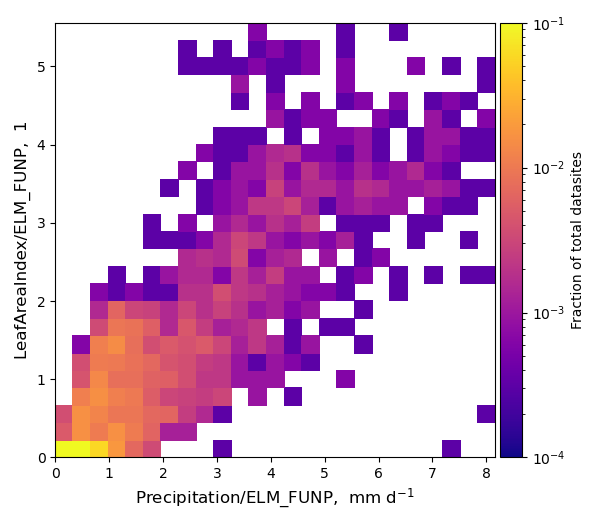 5
4
3
2
1
0
LeafAreaIndex/ELM_FUNP,  1
0 1 2 3 4 5 6 7 8
Precipitation/ELM_FUNP,  mm d⁻¹
10⁻¹
10⁻²
10⁻³
10⁻⁴
Fraction of total datasites